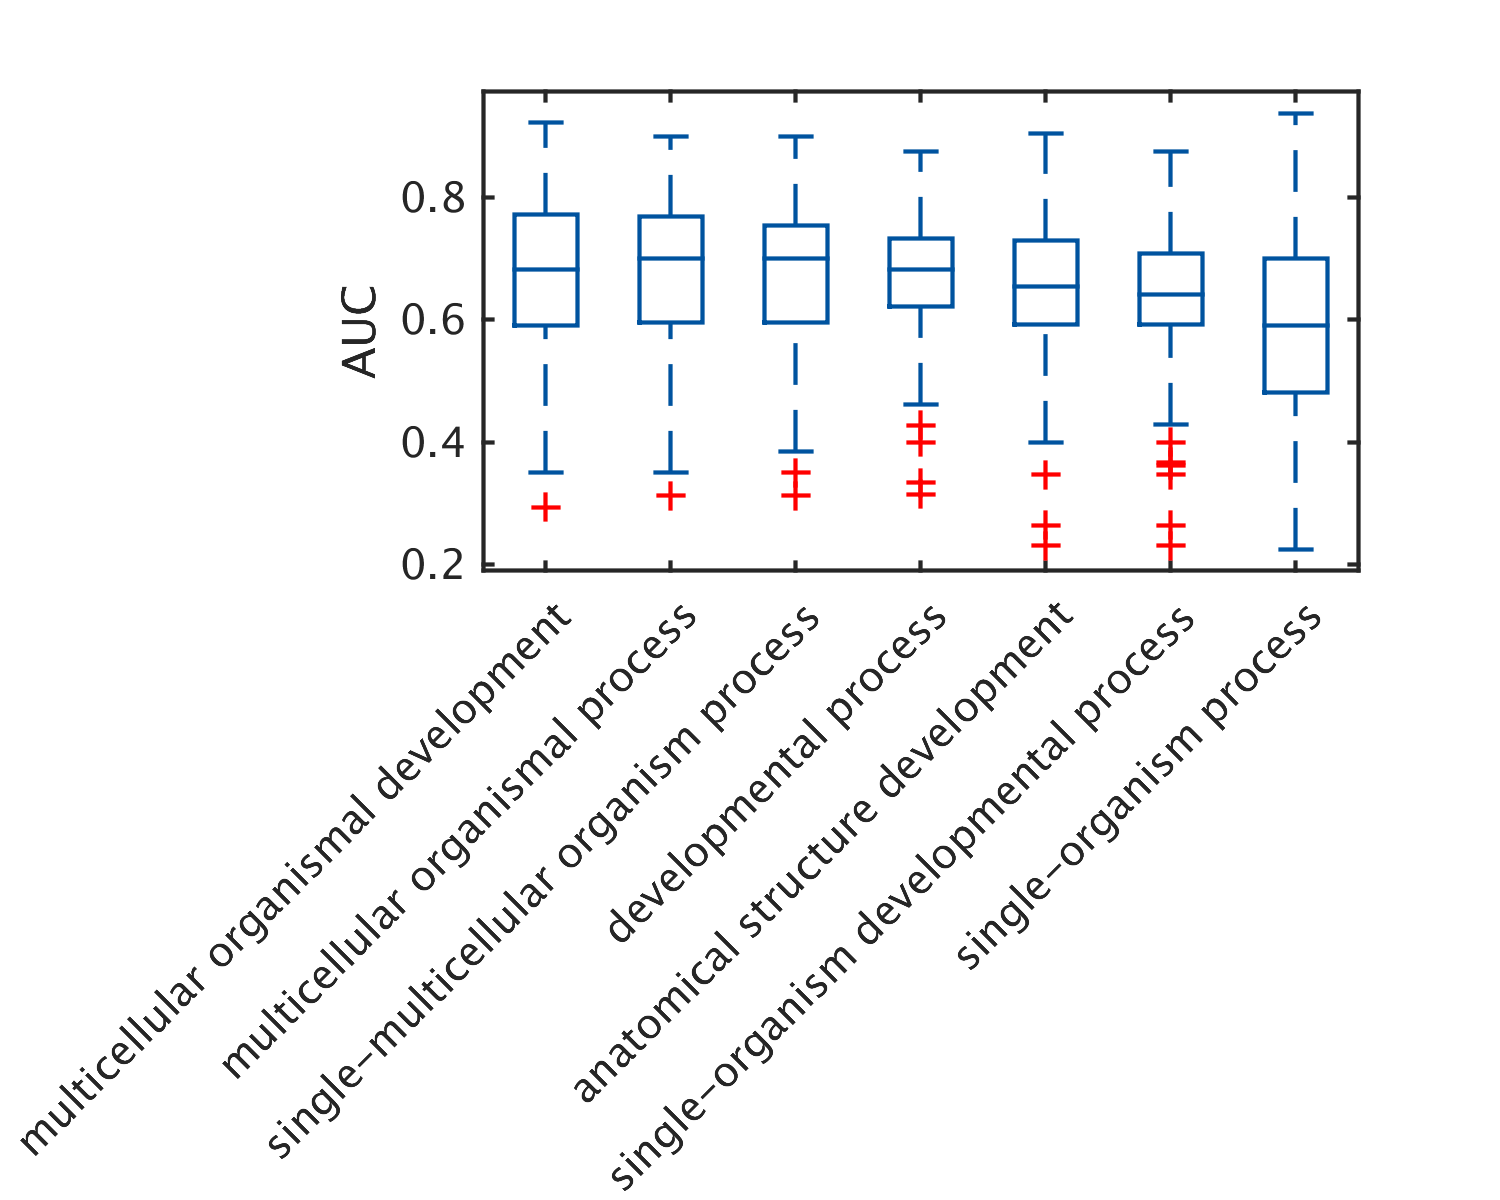 AUC
0.8
0.6
0.4
0.2
multicellular organismal development
multicellular organismal process
single−multicellular organism process
developmental process
anatomical structure development
single−organism developmental process
single−organism process